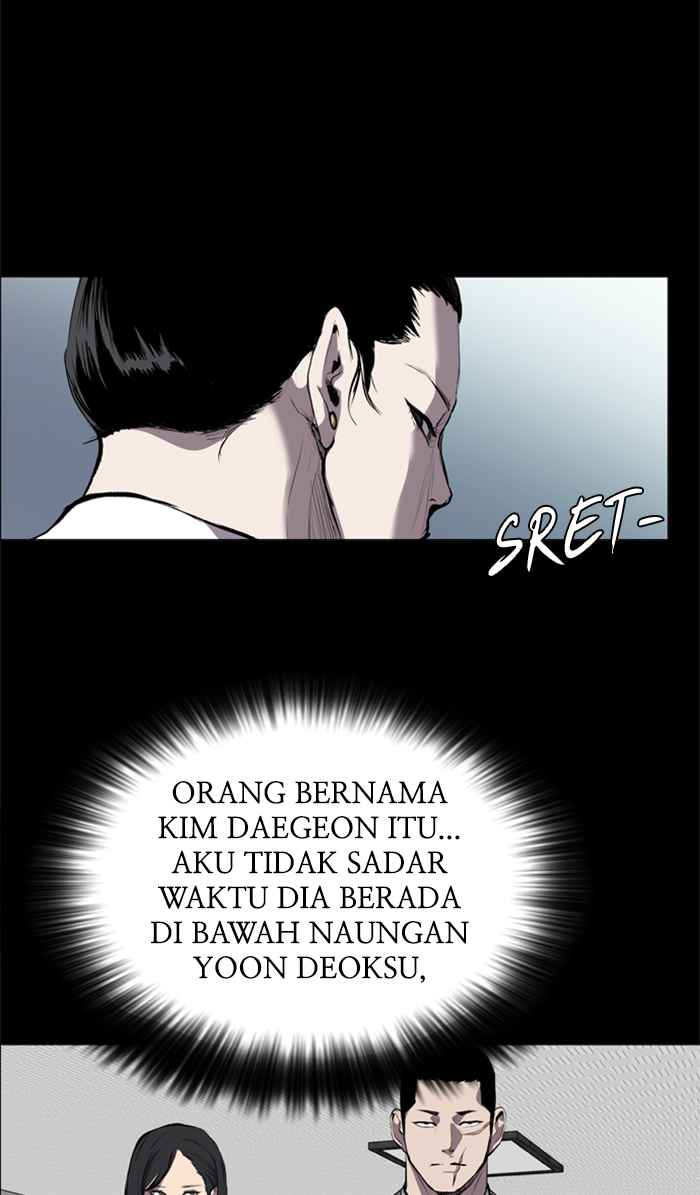 SRET-
ORANG BERNAMA
KIM DAEGEON ITU...
AKU TIDAK SADAR
WAKTU DIA BERADA
DI BAWAH NAUNGAN
YOON DEOKSU,